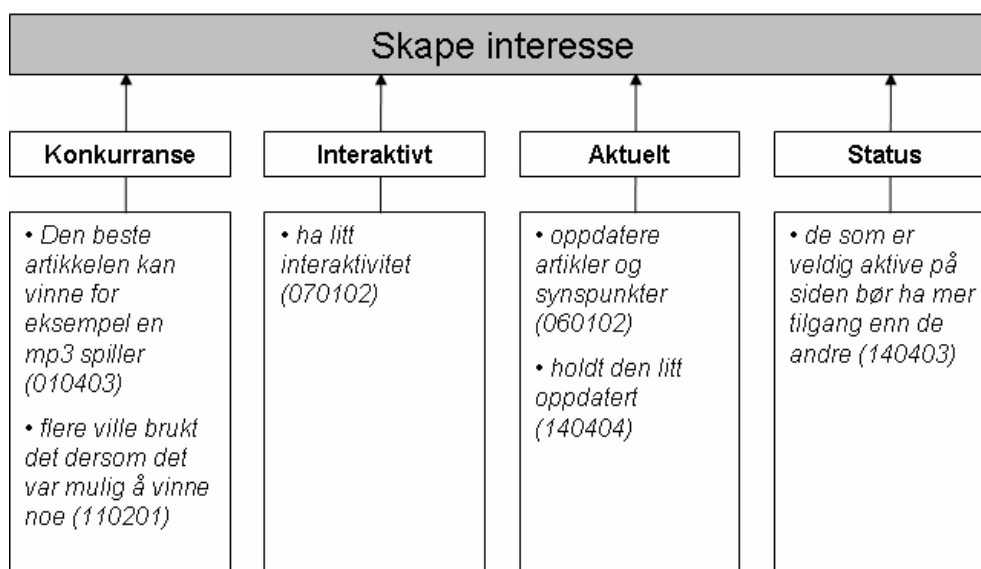 Skape interesse
Konkurranse
• Den beste
artikkelen kan
vinne for
eksempel en
mp3 spiller
(010403)
• flere ville brukt
det dersom det
var mulig å vinne
noe (110201)
Interaktivt
• ha litt
interaktivitet
(070102)
Aktuelt
• oppdatere
artikler og
synspunkter
(060102)
• holdt den litt
oppdatert
(140404)
Status
• de som er
veldig aktive på
siden bør ha mer
tilgang enn de
andre (140403)